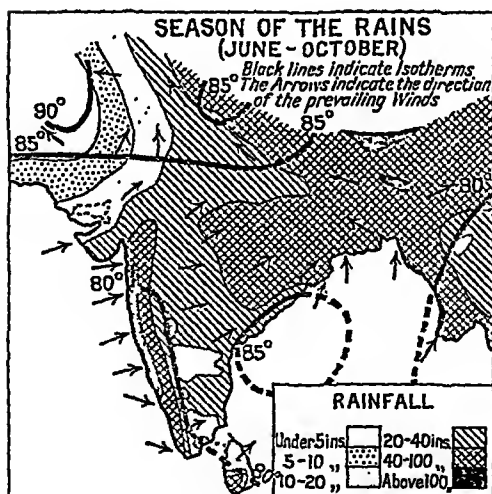 SEASON OF THE RAINS
(JUNE-OCTOBER)
Black lines indicate Isotherms
The Arrows indicate the direction
of the prevailing Winds
85°
90°
85°
85°
80°
80°
85°
80°
RAINFALL
Under 5 ins.
5-10 „
10-20 „
20-40 ins.
40-100 „
Above 100 „